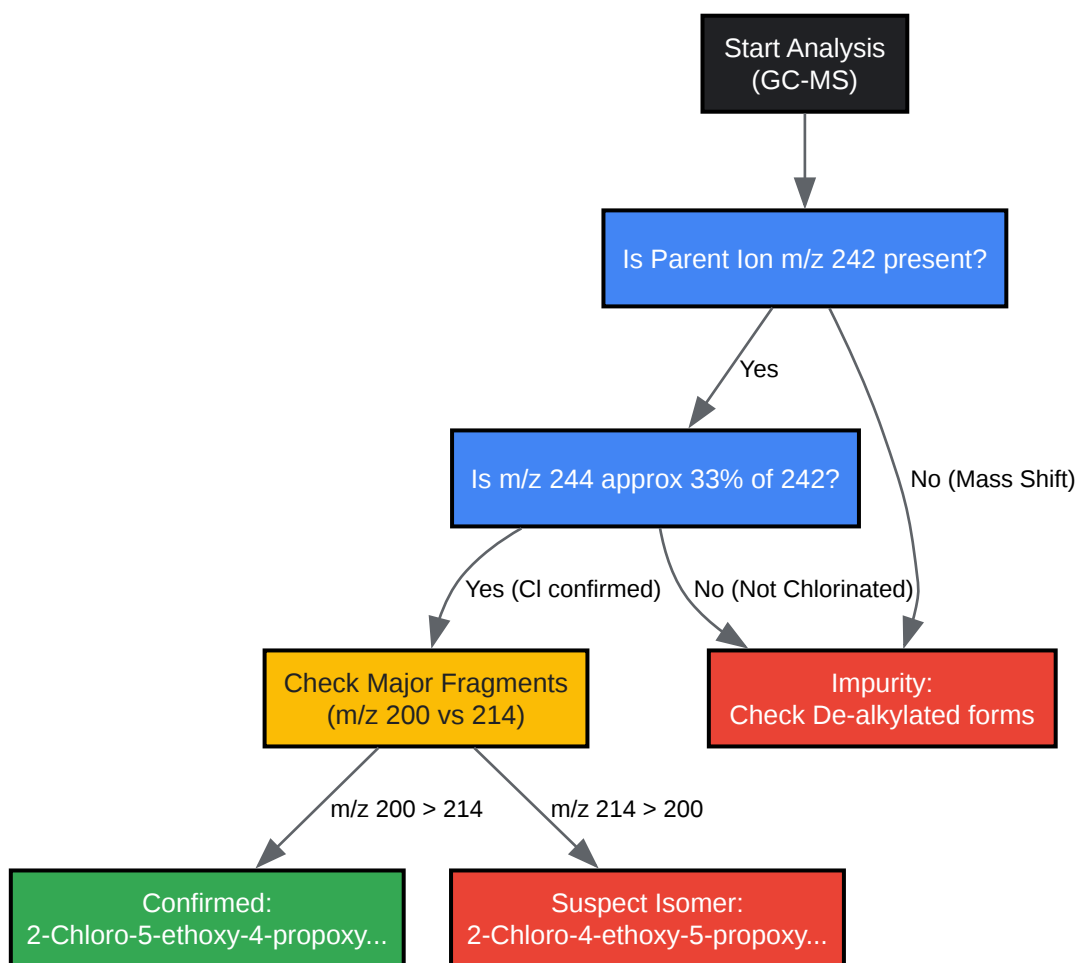 Start Analysis
(GC-MS)
Is Parent Ion m/z 242 present?
Yes
Is m/z 244 approx 33% of 242?
No (Mass Shift)
Yes (Cl confirmed)
No (Not Chlorinated)
Check Major Fragments
(m/z 200 vs 214)
Impurity:
Check De-alkylated forms
m/z 200 > 214
m/z 214 > 200
Confirmed:
2-Chloro-5-ethoxy-4-propoxy...
Suspect Isomer:
2-Chloro-4-ethoxy-5-propoxy...